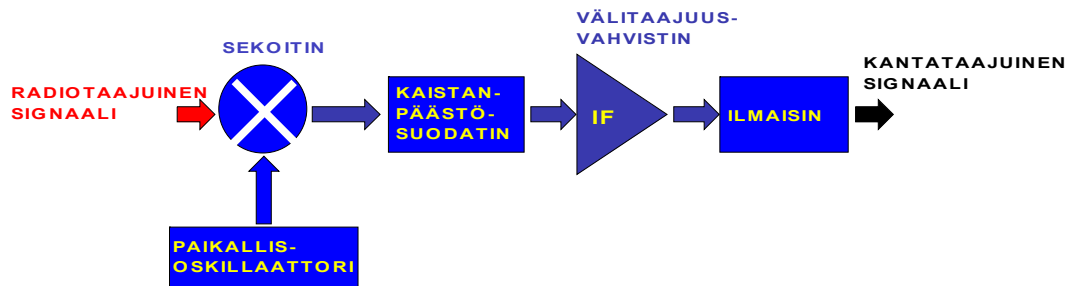 RADIOTAAJUINEN
SIGNAALI
SEKOITIN
PAIKALLIS-
OSKILLAATTORI
KAISTAN-
PÄÄSTÖ-
SUODATIN
VÄLITAAJUUS-
VAHVISTIN
IF
ILMAISIN
KANTATAAJUINEN
SIGNAALI